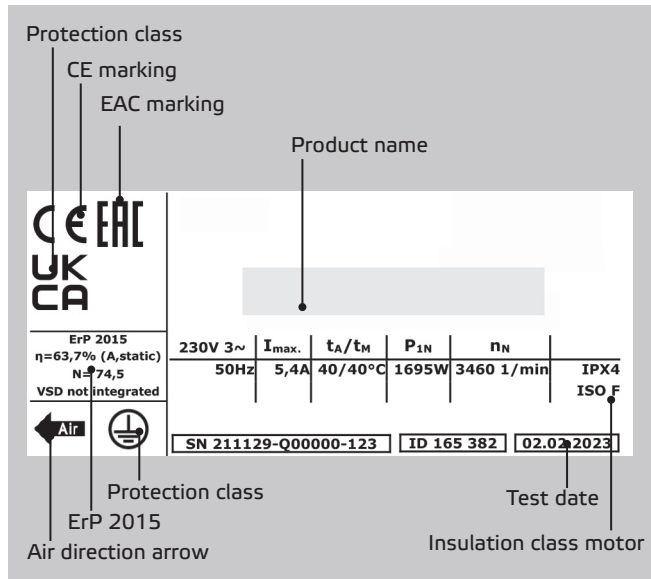 Protection class
CE marking
EAC marking
Product name
CE EAC
UK
CA
ErP 2015
η=63,7% (A,static)
N= 74,5
VSD not integrated
230V 3~ Imax. tA/tM P1N nN
50Hz 5,4A 40/40°C 1695W 3460 1/min IPX4
ISO F
Air
SN 211129-Q00000-123 ID 165 382 02.02.2023
Protection class
Test date
ErP 2015
Insulation class motor
Air direction arrow